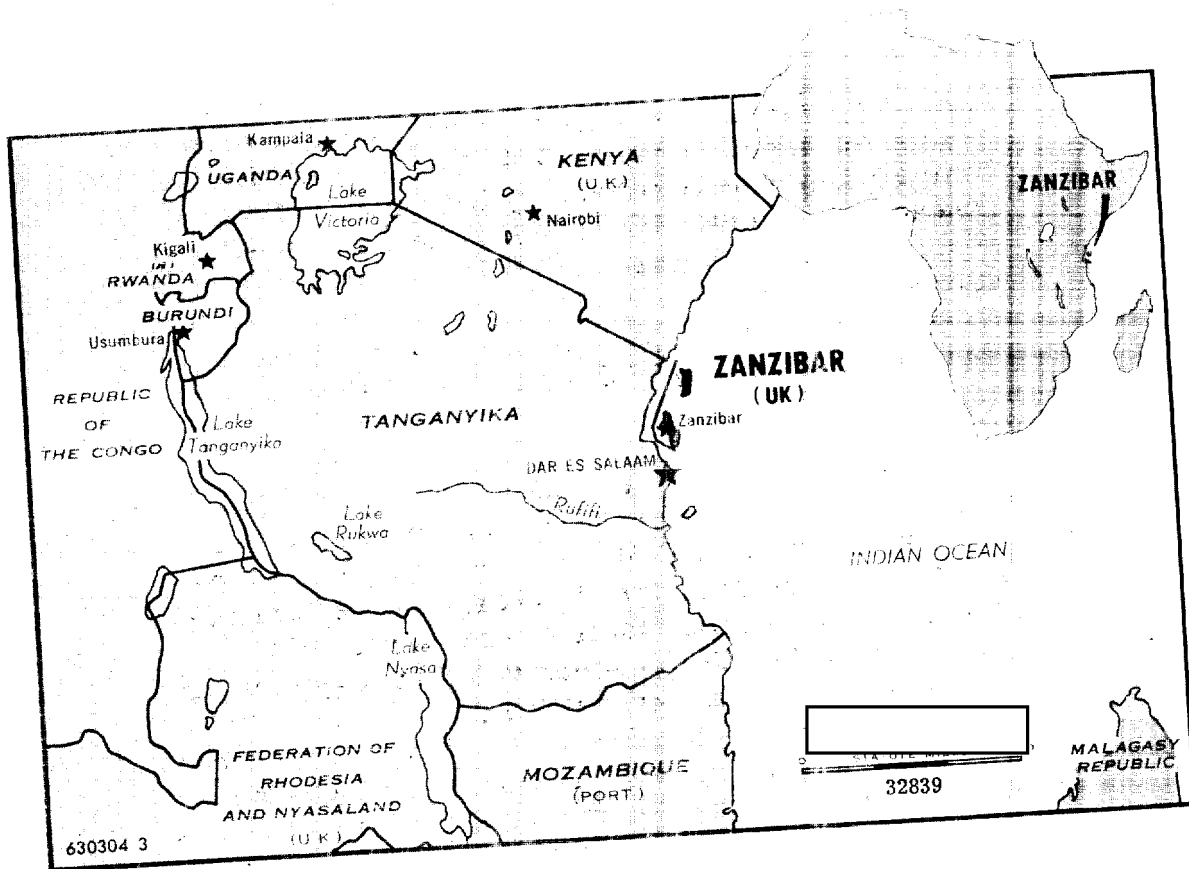 Kampala
UGANDA
Lake
Victoria
KENYA
(U.K.)
Nairobi
ZANZIBAR
Kigali
RWANDA
BURUNDI
Usumbura
ZANZIBAR
(UK)
Zanzibar
REPUBLIC
OF
THE CONGO
Lake
Tanganyika
TANGANYIKA
DAR ES SALAAM
Lake
Rukwa
Rufifi
INDIAN OCEAN
Lake
Nyasa
FEDERATION OF
RHODESIA
AND NYASALAND
(U.K.)
MOZAMBIQUE
(PORT.)
32839
MALAGASY
REPUBLIC
630304 3